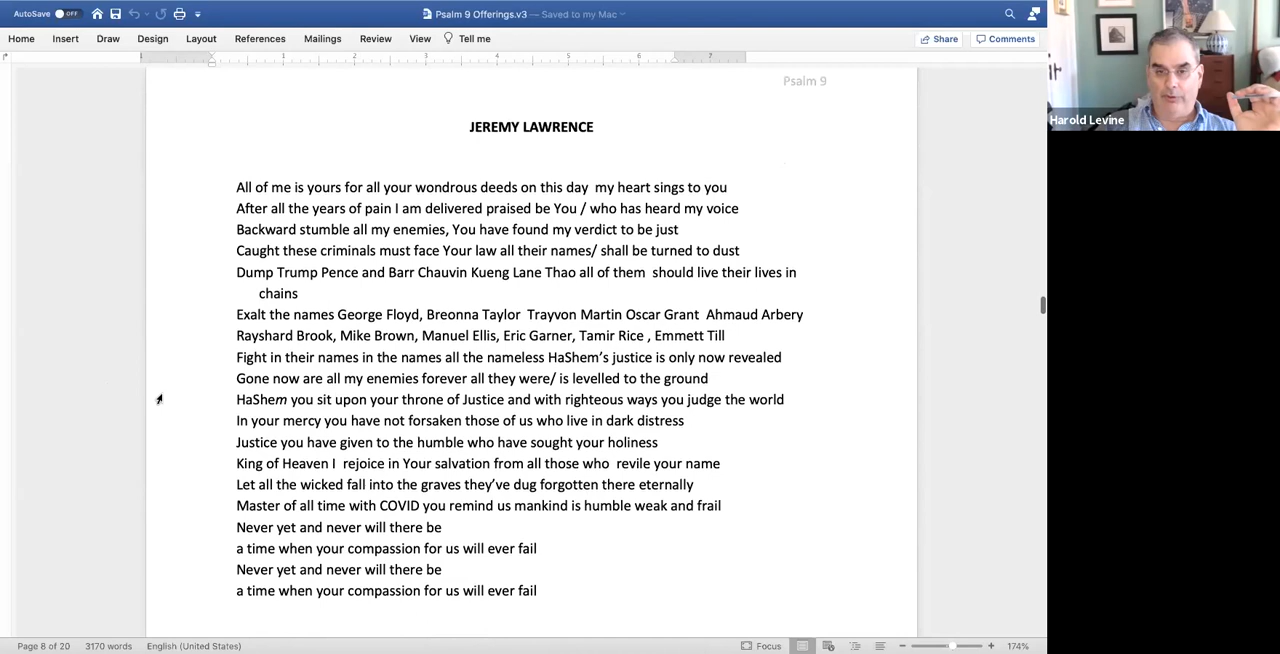 AutoSave OFF
Psalm 9 Offerings.v3 — Saved to my Mac
Home Insert Draw Design Layout References Mailings Review View Tell me Share Comments
1 1 2 3 4 5 6 7
Psalm 9
JEREMY LAWRENCE
All of me is yours for all your wondrous deeds on this day  my heart sings to you
After all the years of pain I am delivered praised be You / who has heard my voice
Backward stumble all my enemies, You have found my verdict to be just
Caught these criminals must face Your law all their names/ shall be turned to dust
Dump Trump Pence and Barr Chauvin Kueng Lane Thao all of them  should live their lives in
chains
Exalt the names George Floyd, Breonna Taylor  Trayvon Martin Oscar Grant  Ahmaud Arbery
Rayshard Brook, Mike Brown, Manuel Ellis, Eric Garner, Tamir Rice , Emmett Till
Fight in their names in the names all the nameless HaShem’s justice is only now revealed
Gone now are all my enemies forever all they were/ is levelled to the ground
HaShem you sit upon your throne of Justice and with righteous ways you judge the world
In your mercy you have not forsaken those of us who live in dark distress
Justice you have given to the humble who have sought your holiness
King of Heaven I  rejoice in Your salvation from all those who  revile your name
Let all the wicked fall into the graves they’ve dug forgotten there eternally
Master of all time with COVID you remind us mankind is humble weak and frail
Never yet and never will there be
a time when your compassion for us will ever fail
Never yet and never will there be
a time when your compassion for us will ever fail
Page 8 of 20 3170 words English (United States) Focus 174%
Harold Levine